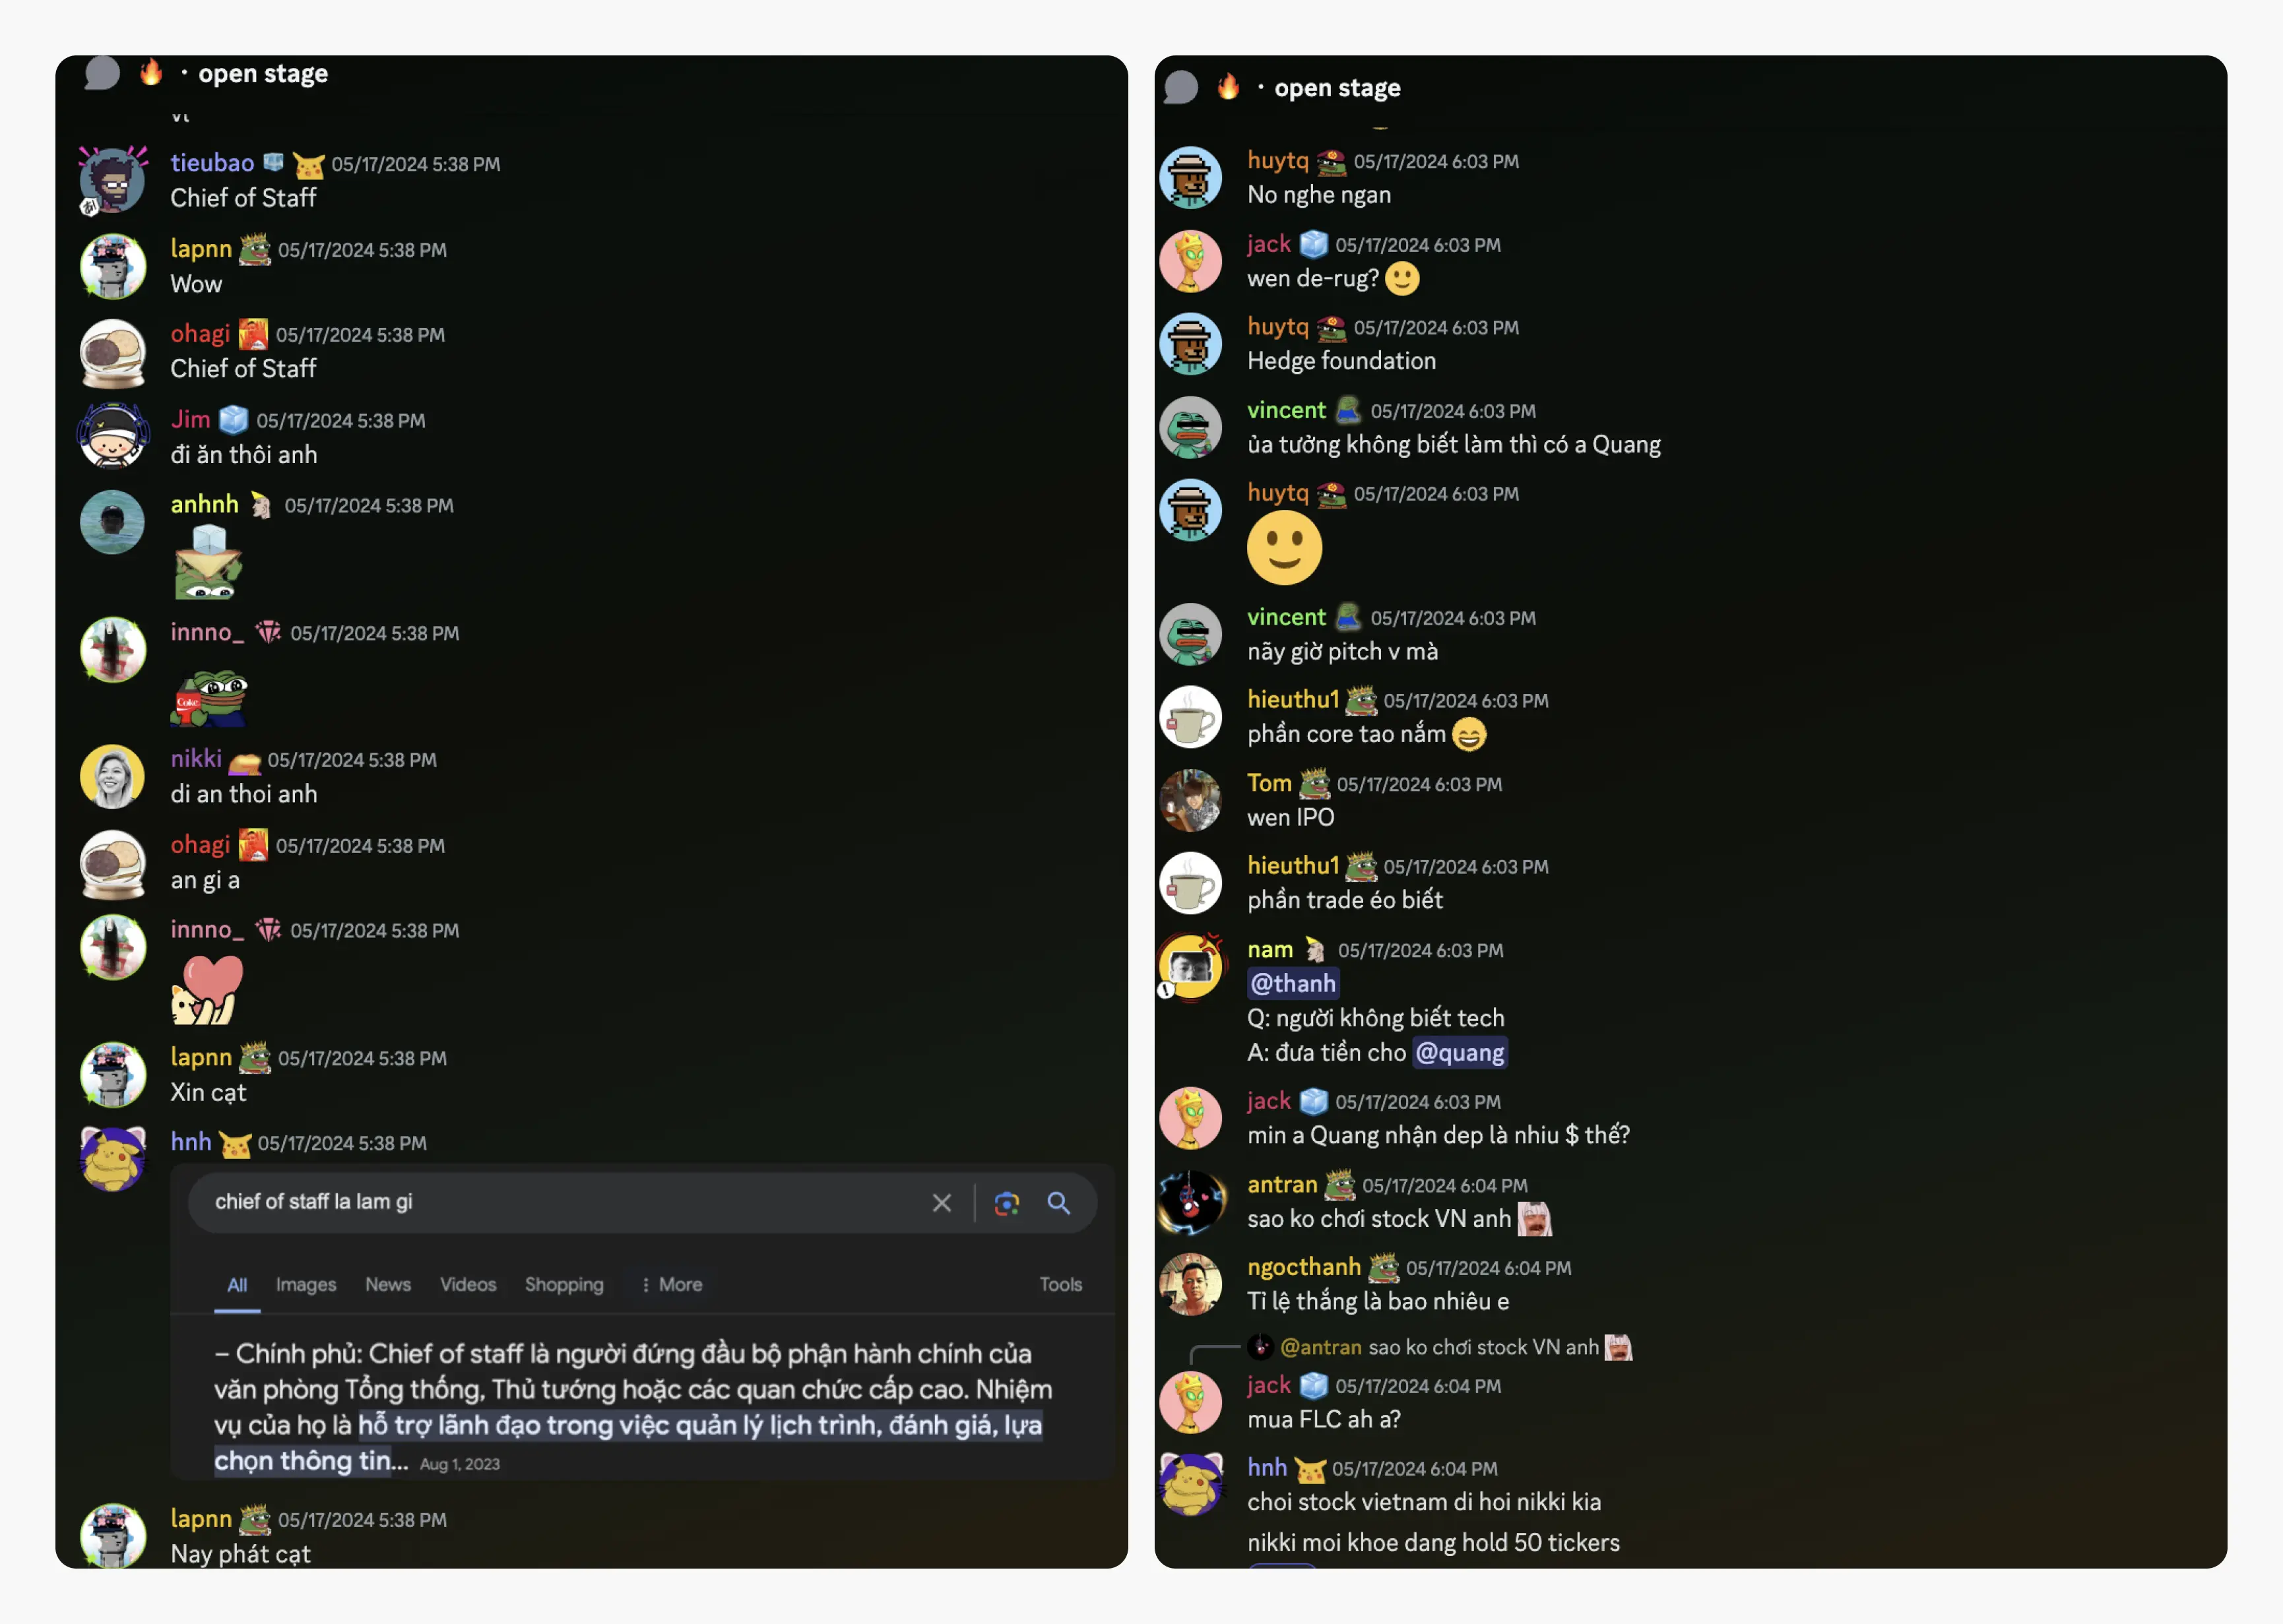 · open stage
tieubao 05/17/2024 5:38 PM
Chief of Staff
lapnn 05/17/2024 5:38 PM
Wow
ohagi 05/17/2024 5:38 PM
Chief of Staff
Jim 05/17/2024 5:38 PM
đi ăn thôi anh
anhnh 05/17/2024 5:38 PM
innno_ 05/17/2024 5:38 PM
Coke
nikki 05/17/2024 5:38 PM
di an thoi anh
ohagi 05/17/2024 5:38 PM
an gi a
innno_ 05/17/2024 5:38 PM
lapnn 05/17/2024 5:38 PM
Xin cạt
hnh 05/17/2024 5:38 PM
chief of staff la lam gi
All Images News Videos Shopping More Tools
– Chính phủ: Chief of staff là người đứng đầu bộ phận hành chính của
văn phòng Tổng thống, Thủ tướng hoặc các quan chức cấp cao. Nhiệm
vụ của họ là hỗ trợ lãnh đạo trong việc quản lý lịch trình, đánh giá, lựa
chọn thông tin... Aug 1, 2023
lapnn 05/17/2024 5:38 PM
Nay phát cạt
· open stage
huytq 05/17/2024 6:03 PM
No nghe ngan
jack 05/17/2024 6:03 PM
wen de-rug?
huytq 05/17/2024 6:03 PM
Hedge foundation
vincent 05/17/2024 6:03 PM
ủa tưởng không biết làm thì có a Quang
huytq 05/17/2024 6:03 PM
vincent 05/17/2024 6:03 PM
nãy giờ pitch v mà
hieuthu1 05/17/2024 6:03 PM
phần core tao nắm
Tom 05/17/2024 6:03 PM
wen IPO
hieuthu1 05/17/2024 6:03 PM
phần trade éo biết
nam 05/17/2024 6:03 PM
@thanh
Q: người không biết tech
A: đưa tiền cho @quang
jack 05/17/2024 6:03 PM
min a Quang nhận dep là nhiu $ thế?
antran 05/17/2024 6:04 PM
sao ko chơi stock VN anh
ngocthanh 05/17/2024 6:04 PM
Tỉ lệ thắng là bao nhiêu e
@antran sao ko chơi stock VN anh
jack 05/17/2024 6:04 PM
mua FLC ah a?
hnh 05/17/2024 6:04 PM
choi stock vietnam di hoi nikki kia
nikki moi khoe dang hold 50 tickers